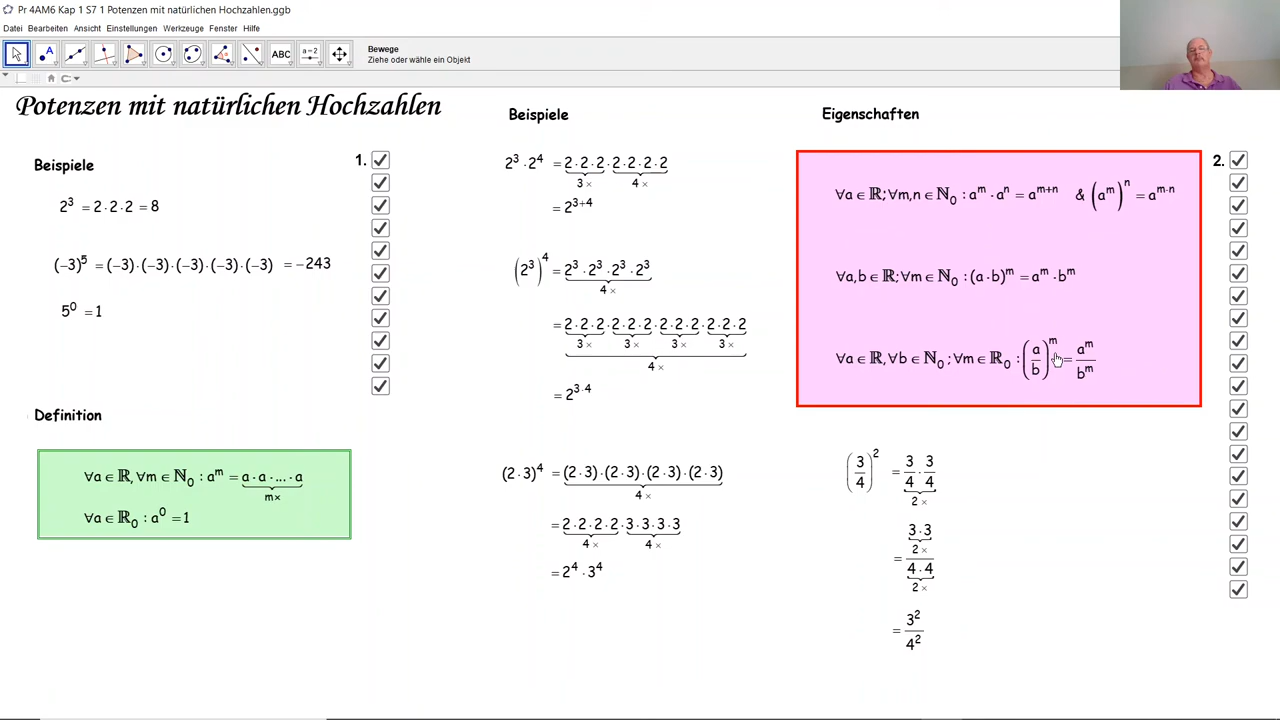 Pr 4AM6 Kap 1 S7 1 Potenzen mit natürlichen Hochzahlen.ggb
Datei Bearbeiten Ansicht Einstellungen Werkzeuge Fenster Hilfe
A
ABC
a=2
Bewege
Ziehe oder wähle ein Objekt
Potenzen mit natürlichen Hochzahlen
Beispiele
1.
2³ = 2·2·2 = 8
(−3)⁵ = (−3)·(−3)·(−3)·(−3)·(−3) = −243
5⁰ = 1
Definition
∀a ∈ ℝ, ∀m ∈ ℕ₀ : aᵐ = a·a·...·a
m×
∀a ∈ ℝ₀ : a⁰ = 1
Beispiele
2³·2⁴ = 2·2·2·2·2·2·2
3× 4×
= 2³⁺⁴
(2³)⁴ = 2³·2³·2³·2³
4×
= 2·2·2·2·2·2·2·2·2·2·2·2
3× 3× 3× 3×
4×
= 2^(3·4)
(2·3)⁴ = (2·3)·(2·3)·(2·3)·(2·3)
4×
= 2·2·2·2·3·3·3·3
4× 4×
= 2⁴·3⁴
Eigenschaften
2.
∀a ∈ ℝ; ∀m,n ∈ ℕ₀ : aᵐ·aⁿ = aᵐ⁺ⁿ & (aᵐ)ⁿ = a^(m·n)
∀a,b ∈ ℝ; ∀m ∈ ℕ₀ : (a·b)ᵐ = aᵐ·bᵐ
∀a ∈ ℝ, ∀b ∈ ℕ₀ ; ∀m ∈ ℝ₀ : (a/b)ᵐ = aᵐ/bᵐ
(3/4)² = 3/4 · 3/4
2×
= 3·3 / 4·4
2×
2×
= 3²/4²